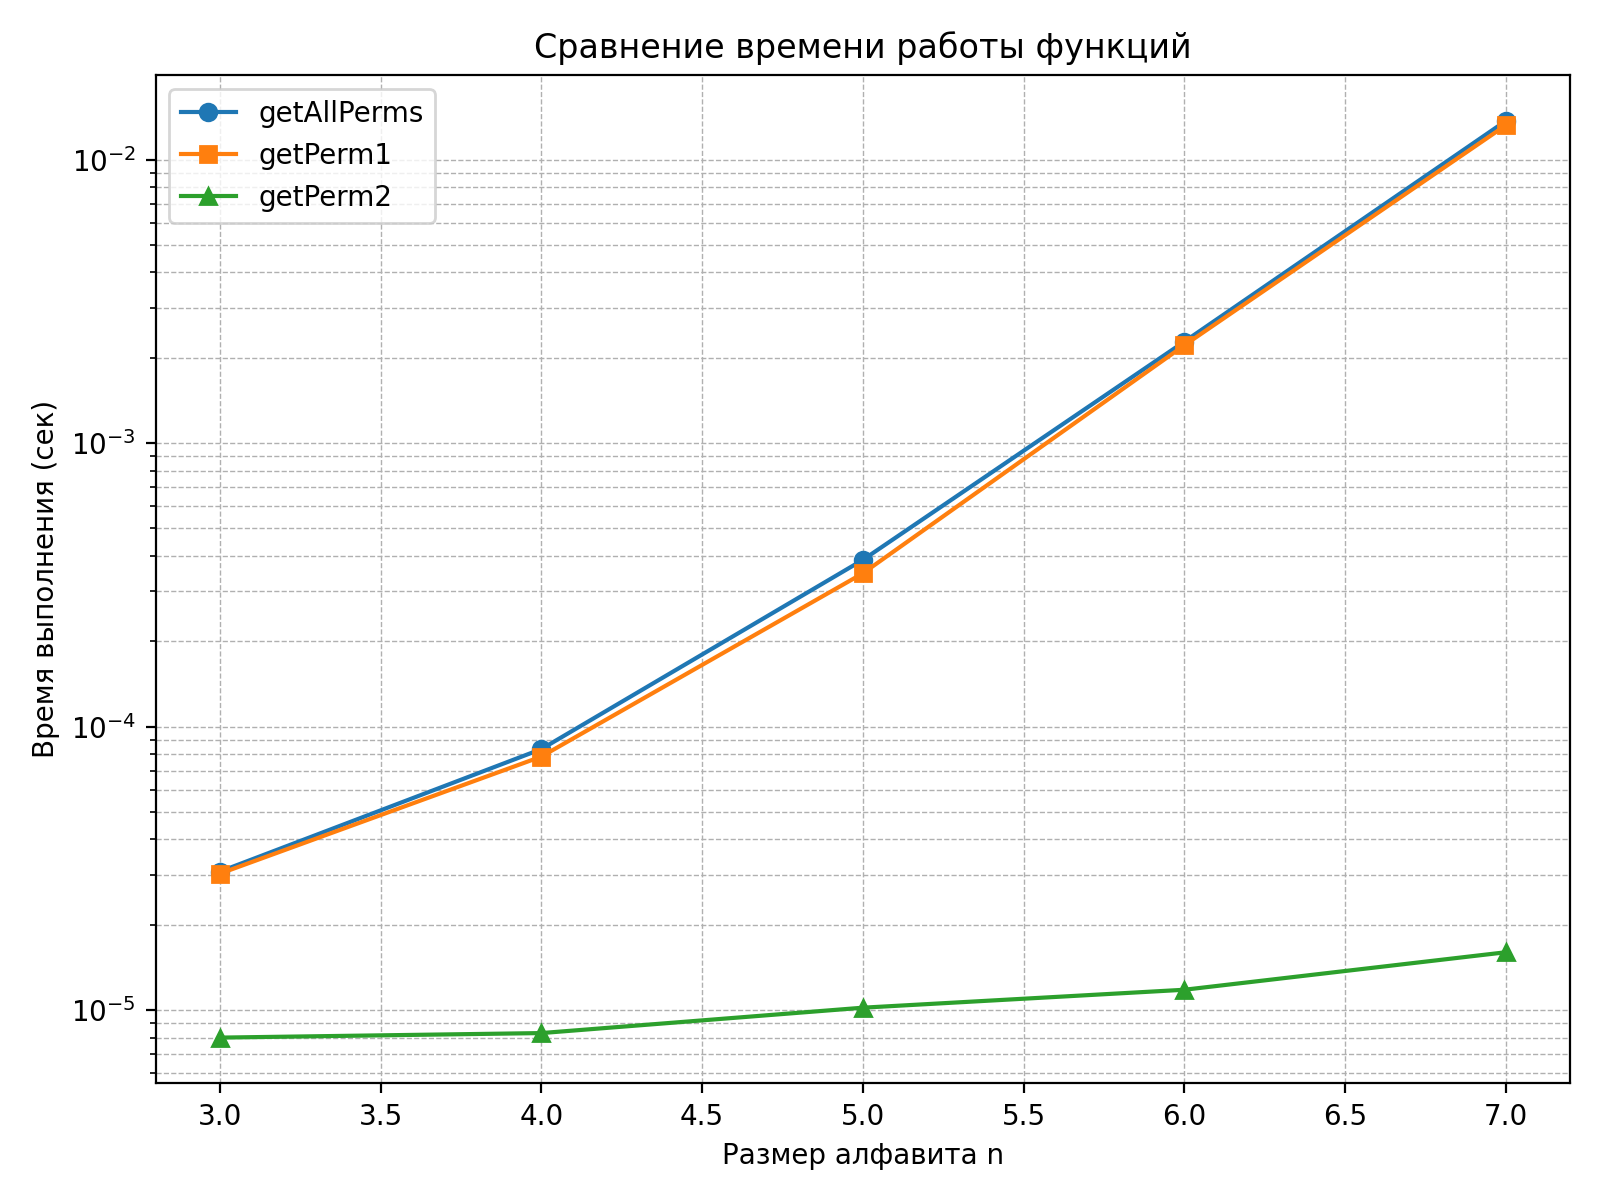 Сравнение времени работы функций
getAllPerms
getPerm1
getPerm2
Время выполнения (сек)
10⁻²
10⁻³
10⁻⁴
10⁻⁵
3.0 3.5 4.0 4.5 5.0 5.5 6.0 6.5 7.0
Размер алфавита n